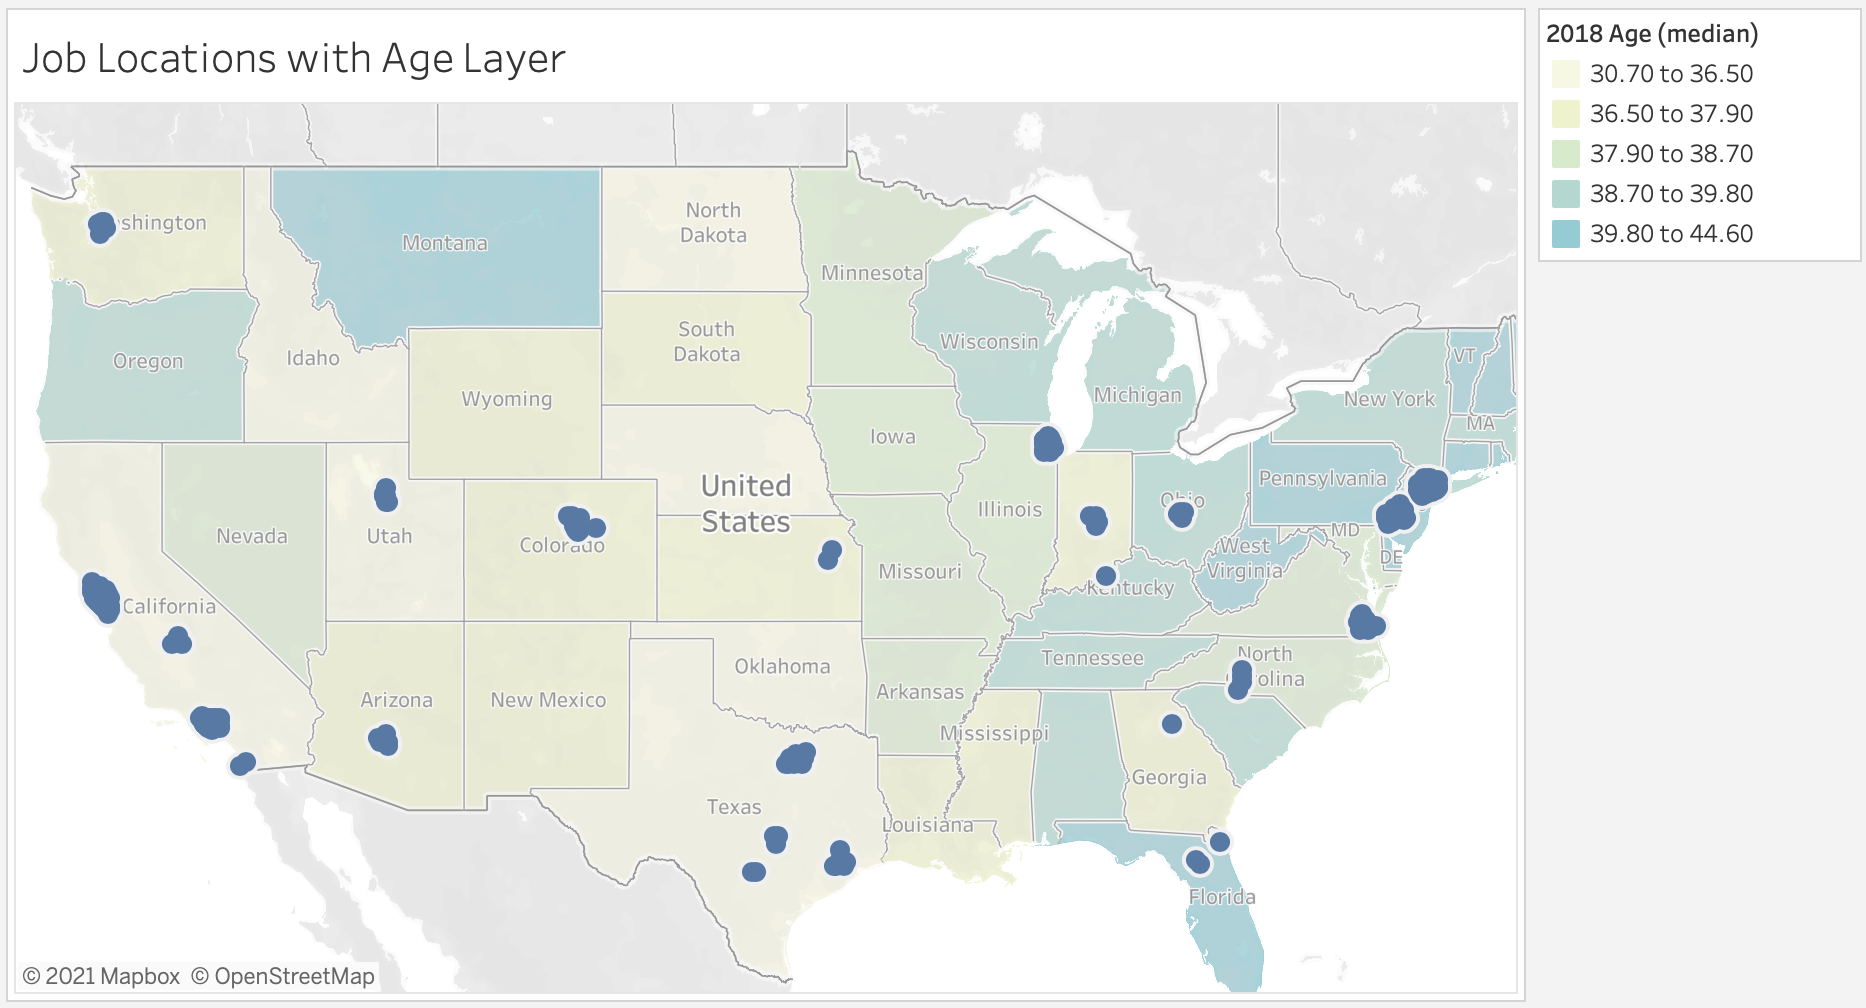 Job Locations with Age Layer
2018 Age (median)
30.70 to 36.50
36.50 to 37.90
37.90 to 38.70
38.70 to 39.80
39.80 to 44.60
shington
Montana
North
Dakota
Minnesota
South
Dakota
Wisconsin
Oregon
Idaho
Wyoming
Michigan
New York
VT
MA
Iowa
United
States
Illinois
Ohio
Pennsylvania
MD
DE
Nevada
Utah
Colorado
West
Virginia
Missouri
Kentucky
California
Oklahoma
Tennessee
North
olina
Arizona
New Mexico
Arkansas
Mississippi
Georgia
Texas
Louisiana
Florida
© 2021 Mapbox © OpenStreetMap